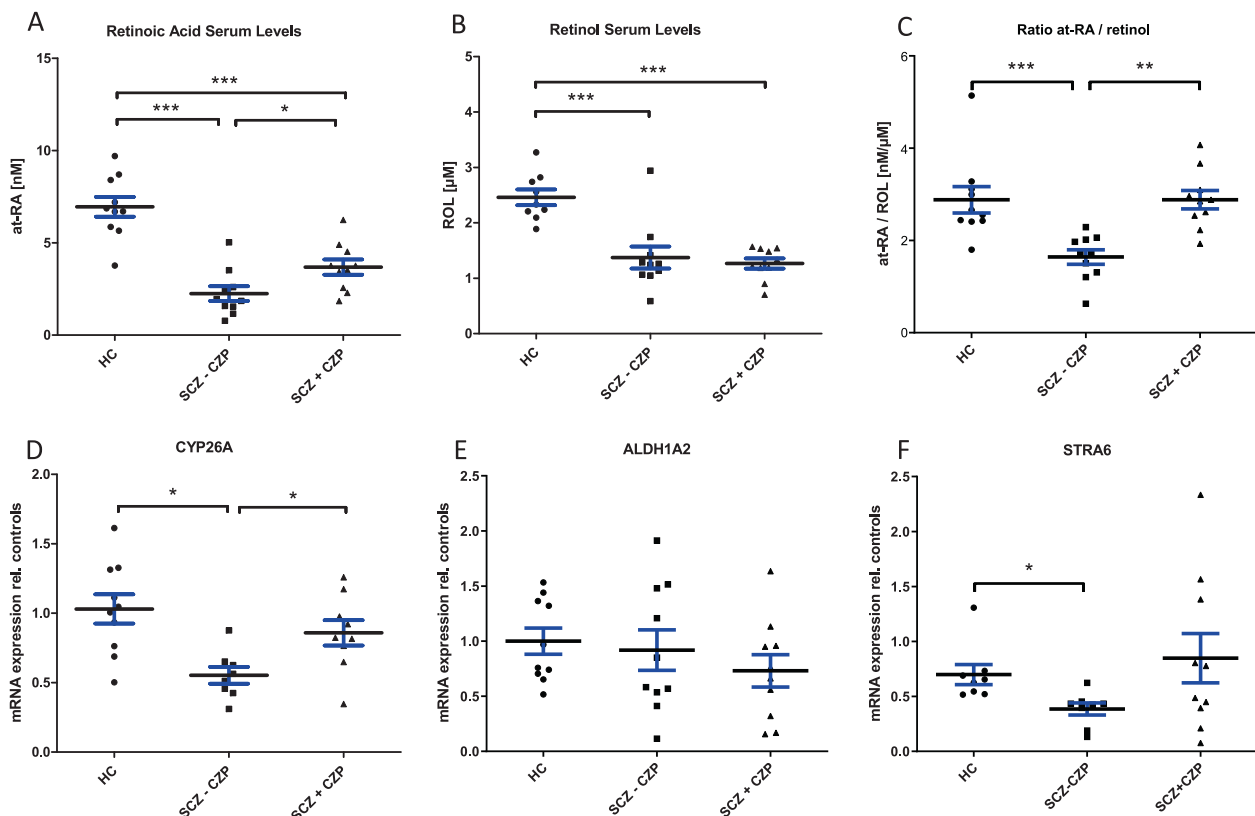 A
Retinoic Acid Serum Levels
at-RA [nM]
15
10
5
0
***
***
*
HC
SCZ - CZP
SCZ + CZP
B
Retinol Serum Levels
ROL [µM]
5
4
3
2
1
0
***
***
HC
SCZ - CZP
SCZ + CZP
C
Ratio at-RA / retinol
at-RA / ROL [nM/µM]
6
4
2
0
***
**
HC
SCZ - CZP
SCZ + CZP
D
CYP26A
mRNA expression rel. controls
2.0
1.5
1.0
0.5
0.0
*
*
HC
SCZ - CZP
SCZ + CZP
E
ALDH1A2
mRNA expression rel. controls
2.5
2.0
1.5
1.0
0.5
0.0
HC
SCZ - CZP
SCZ + CZP
F
STRA6
mRNA expression rel. controls
2.5
2.0
1.5
1.0
0.5
0.0
*
HC
SCZ-CZP
SCZ+CZP